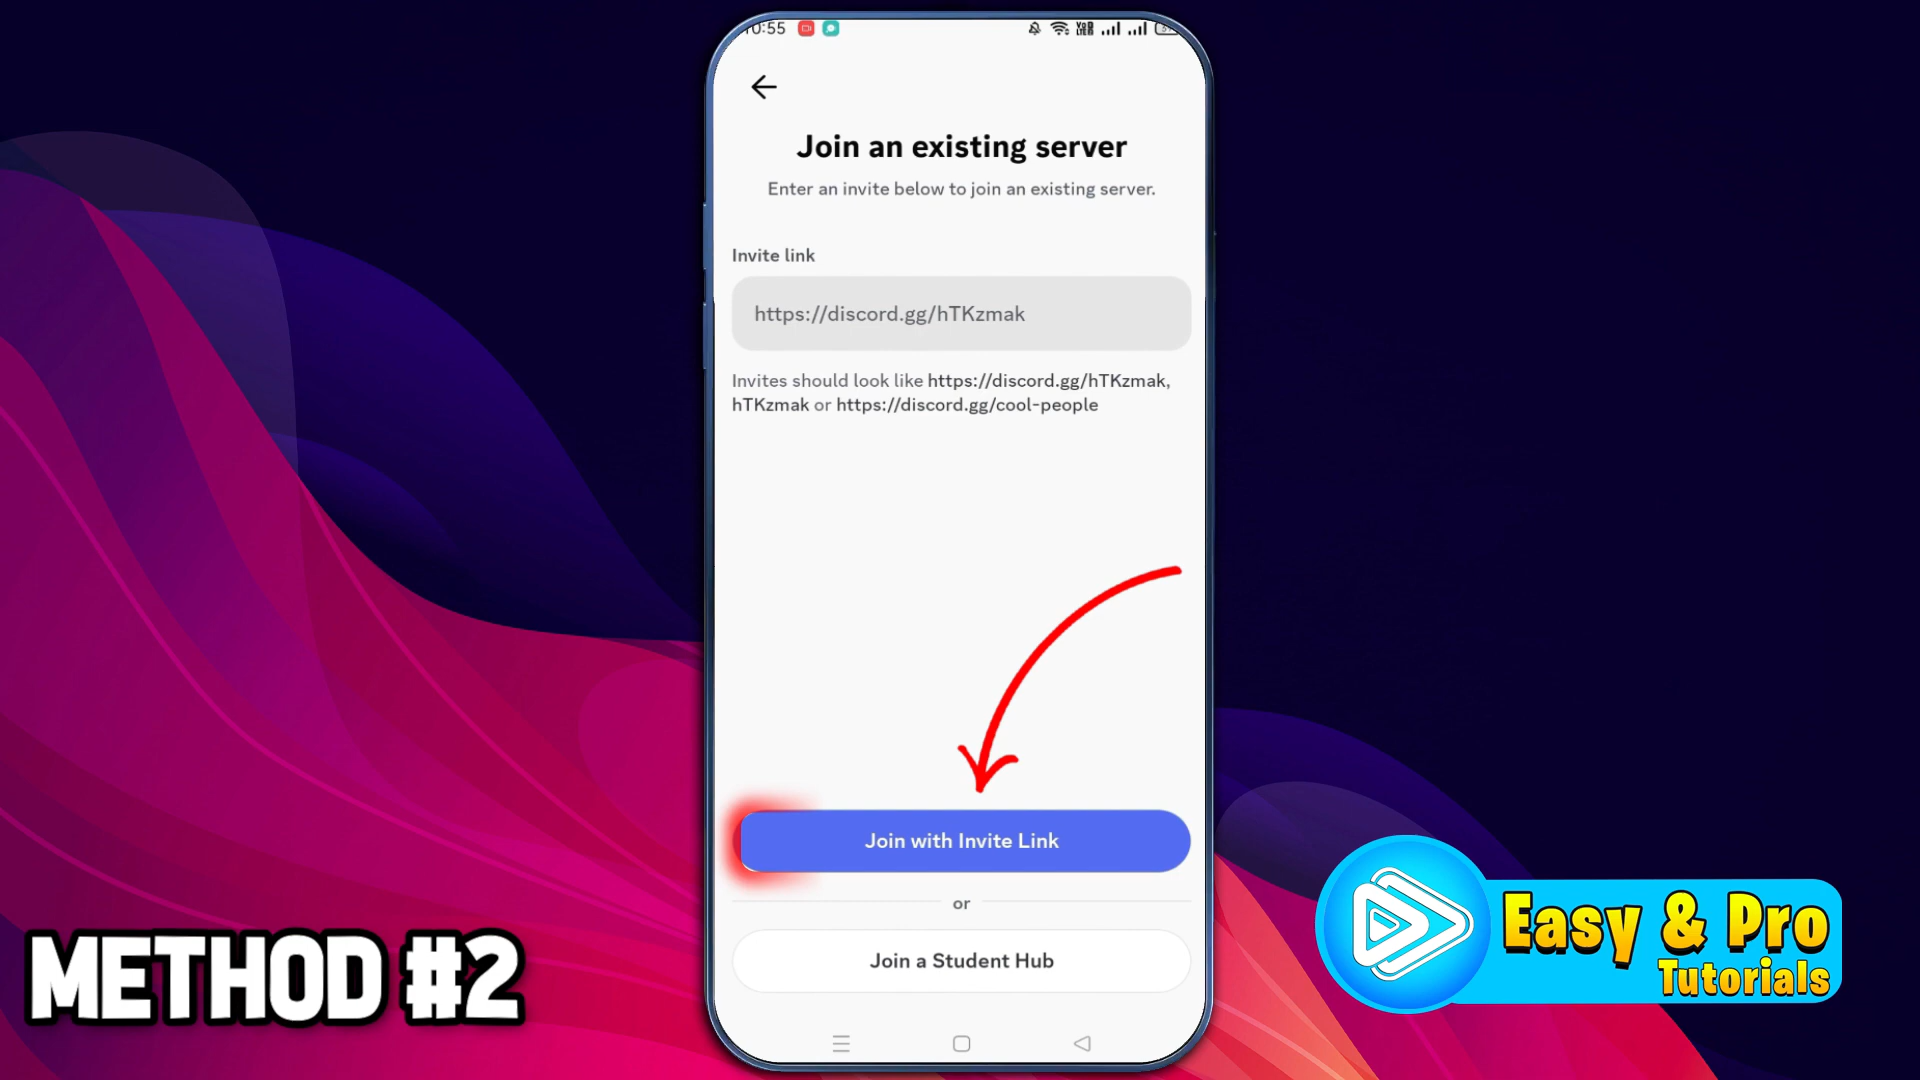 10:55
Join an existing server
Enter an invite below to join an existing server.
Invite link
https://discord.gg/hTKzmak
Invites should look like https://discord.gg/hTKzmak,
hTKzmak or https://discord.gg/cool-people
Join with Invite Link
or
Join a Student Hub
METHOD #2
Easy & Pro
Tutorials